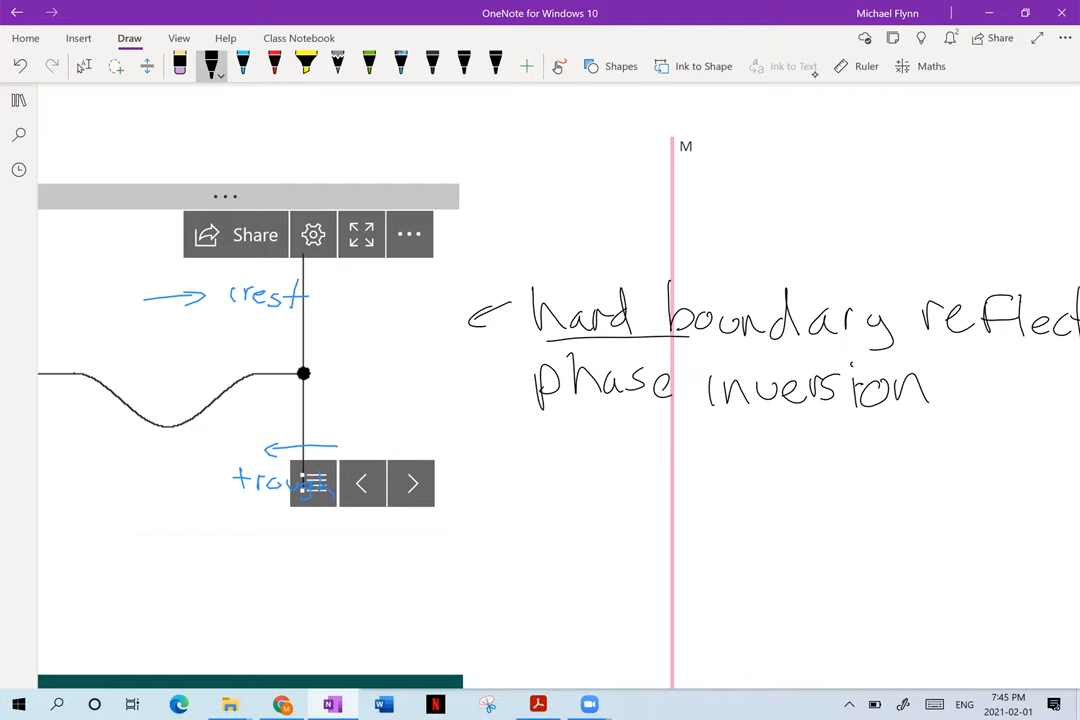 OneNote for Windows 10
Michael Flynn
Home
Insert
Draw
View
Help
Class Notebook
Share
Shapes
Ink to Shape
Ink to Text
Ruler
Maths
M
Share
→ crest
← hard boundary reflect
phase inversion
←
trough
ENG
7:45 PM
2021-02-01
2